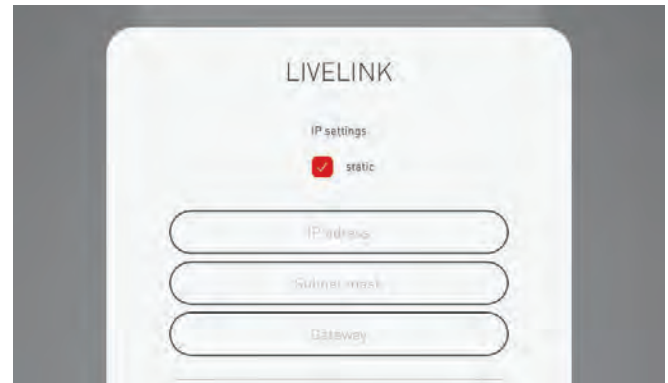 LIVELINK
IP settings
static
IP adress
Subnet mask
Gateway